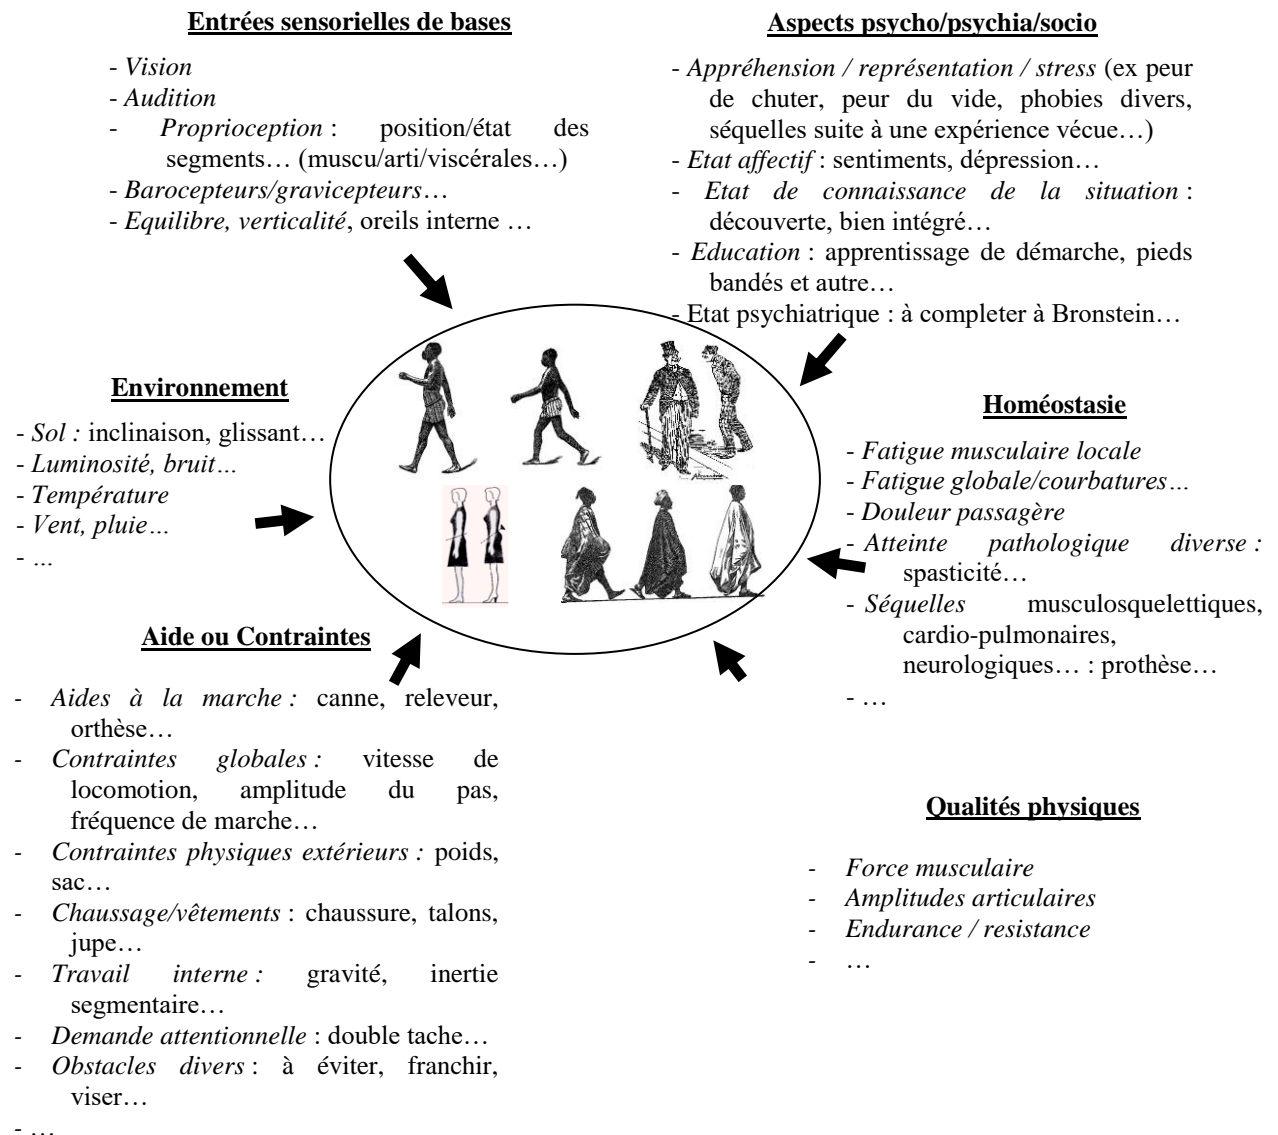 Entrées sensorielles de bases
- Vision
- Audition
- Proprioception : position/état des
segments… (muscu/arti/viscérales…)
- Barocepteurs/gravicepteurs…
- Equilibre, verticalité, oreils interne …
Aspects psycho/psychia/socio
- Appréhension / représentation / stress (ex peur
de chuter, peur du vide, phobies divers,
séquelles suite à une expérience vécue…)
- Etat affectif : sentiments, dépression…
- Etat de connaissance de la situation :
découverte, bien intégré…
- Education : apprentissage de démarche, pieds
bandés et autre…
- Etat psychiatrique : à completer à Bronstein…
Environnement
- Sol : inclinaison, glissant…
- Luminosité, bruit…
- Température
- Vent, pluie…
- …
Homéostasie
- Fatigue musculaire locale
- Fatigue globale/courbatures…
- Douleur passagère
- Atteinte pathologique diverse :
spasticité…
- Séquelles musculosquelettiques,
cardio-pulmonaires,
neurologiques… : prothèse…
- …
Aide ou Contraintes
- Aides à la marche : canne, releveur,
orthèse…
- Contraintes globales : vitesse de
locomotion, amplitude du pas,
fréquence de marche…
- Contraintes physiques extérieurs : poids,
sac…
- Chaussage/vêtements : chaussure, talons,
jupe…
- Travail interne : gravité, inertie
segmentaire…
- Demande attentionnelle : double tache…
- Obstacles divers : à éviter, franchir,
viser…
- …
Qualités physiques
- Force musculaire
- Amplitudes articulaires
- Endurance / resistance
- …